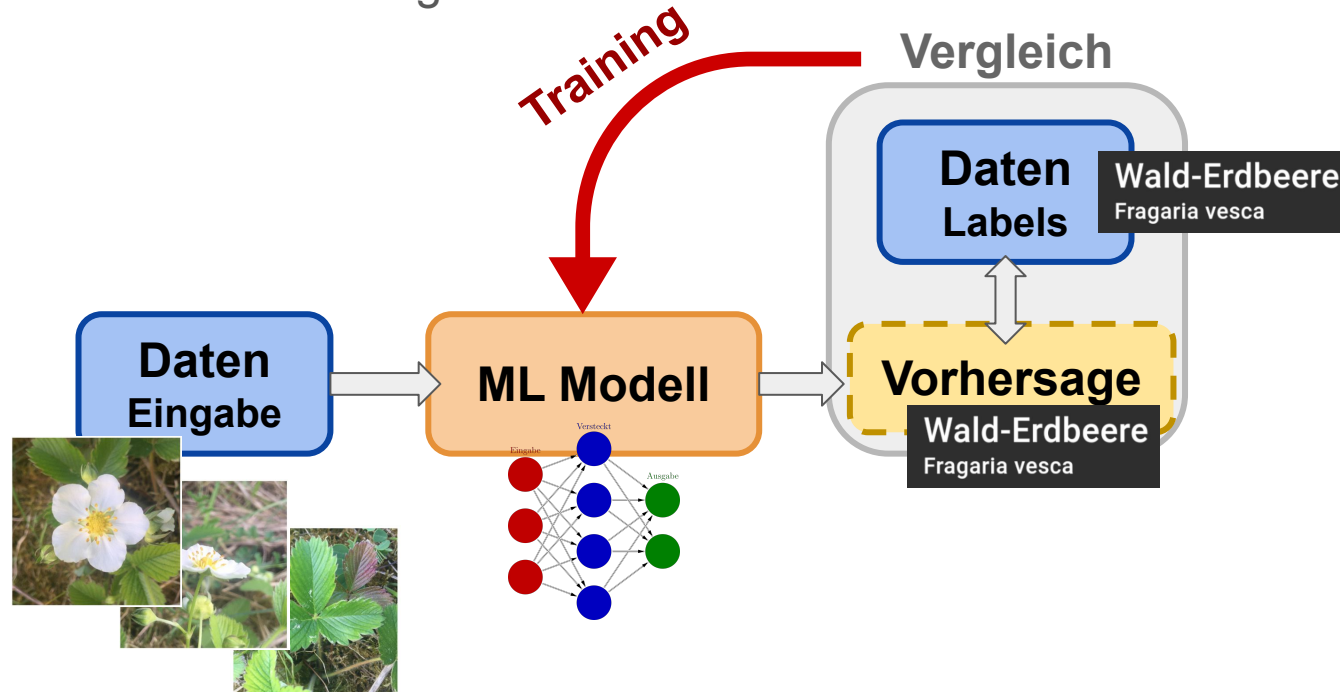 Training
Vergleich
Daten
Labels
Wald-Erdbeere
Fragaria vesca
Daten
Eingabe
ML Modell
Vorhersage
Wald-Erdbeere
Fragaria vesca
Versteckt
Eingabe
Ausgabe